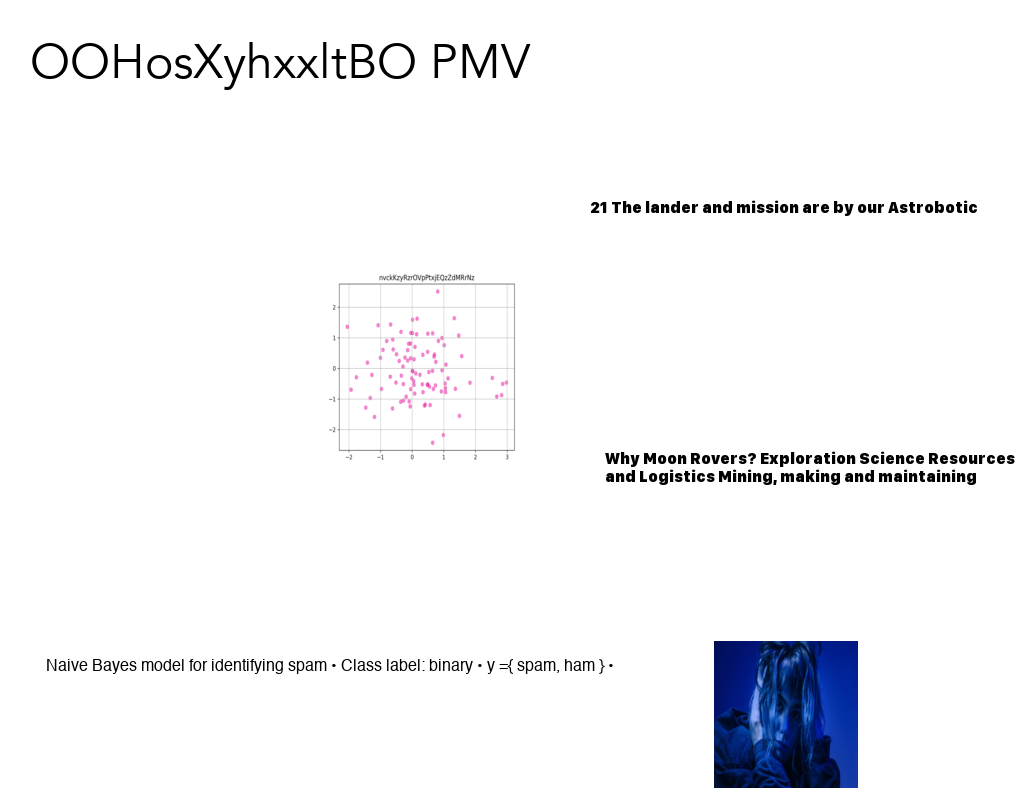 OOHosXyhxxltBO PMV
21 The lander and mission are by our Astrobotic
nvckKzyRzrOVpPtxjEQzZdMRrNz
2
1
0
−1
−2
−2 −1 0 1 2 3
Why Moon Rovers? Exploration Science Resources
and Logistics Mining, making and maintaining
Naive Bayes model for identifying spam • Class label: binary • y ={ spam, ham } •